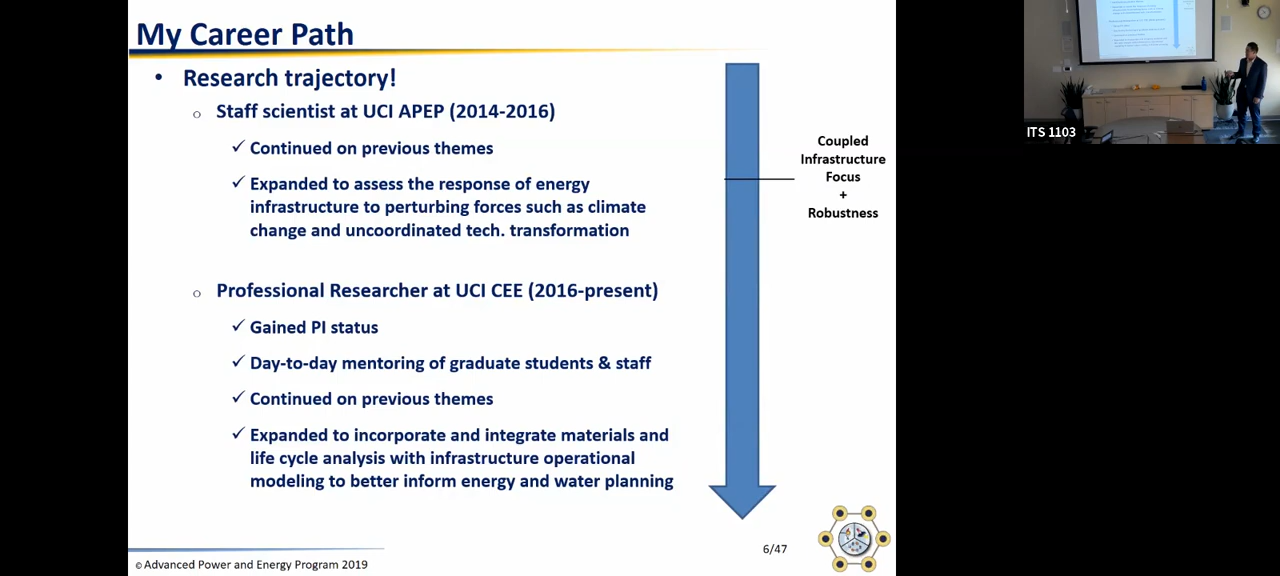 My Career Path
• Research trajectory!
o Staff scientist at UCI APEP (2014-2016)
✓ Continued on previous themes
✓ Expanded to assess the response of energy
infrastructure to perturbing forces such as climate
change and uncoordinated tech. transformation
o Professional Researcher at UCI CEE (2016-present)
✓ Gained PI status
✓ Day-to-day mentoring of graduate students & staff
✓ Continued on previous themes
✓ Expanded to incorporate and integrate materials and
life cycle analysis with infrastructure operational
modeling to better inform energy and water planning
Coupled
Infrastructure
Focus
+
Robustness
6/47
© Advanced Power and Energy Program 2019
ITS 1103